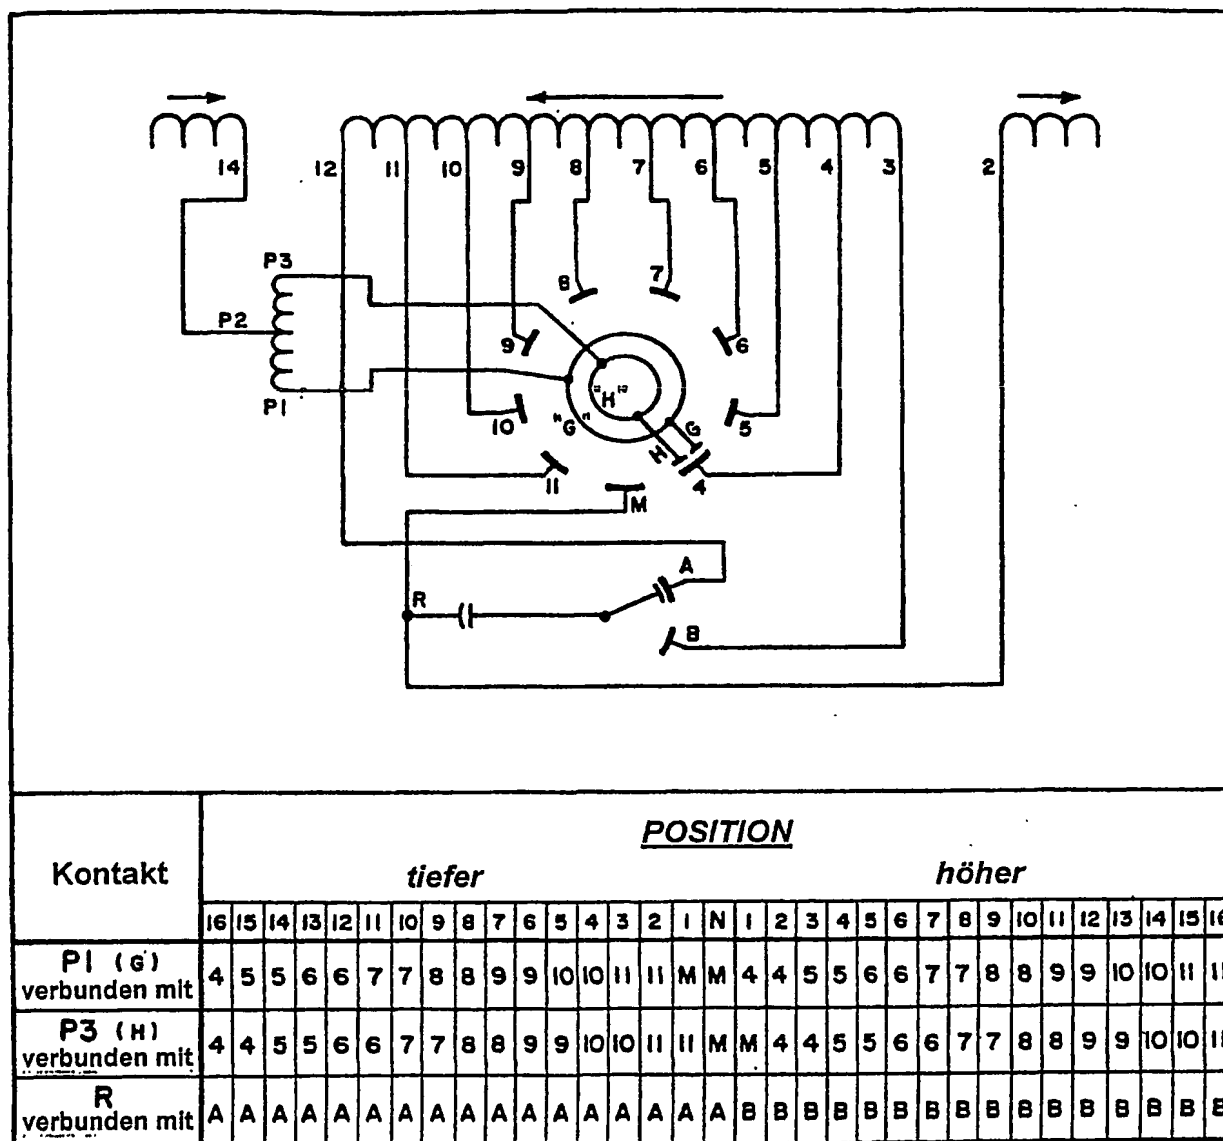 14 12 11 10 9 8 7 6 5 4 3 2
P3
8 7
P2
9 6
"H"
P1
"G" G
10 5
H
11 4
M
A
R
B
POSITION
Kontakt tiefer höher
16 15 14 13 12 11 10 9 8 7 6 5 4 3 2 1 N 1 2 3 4 5 6 7 8 9 10 11 12 13 14 15 16
P1 (G)
verbunden mit 4 5 5 6 6 7 7 8 8 9 9 10 10 11 11 M M 4 4 5 5 6 6 7 7 8 8 9 9 10 10 11 11
P3 (H)
verbunden mit 4 4 5 5 6 6 7 7 8 8 9 9 10 10 11 11 M M 4 4 5 5 6 6 7 7 8 8 9 9 10 10 11
R
verbunden mit A A A A A A A A A A A A A A A A A B B B B B B B B B B B B B B B B